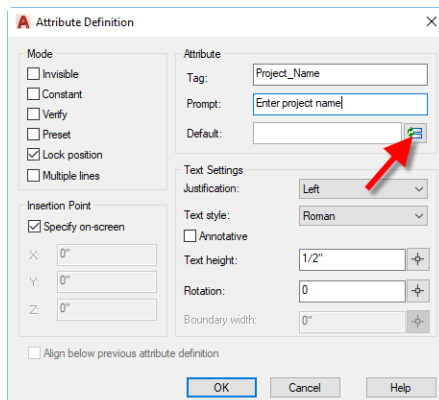 Attribute Definition
Mode
Invisible
Constant
Verify
Preset
Lock position
Multiple lines
Insertion Point
Specify on-screen
X: 0"
Y: 0"
Z: 0"
Attribute
Tag: Project_Name
Prompt: Enter project name
Default:
Text Settings
Justification: Left
Text style: Roman
Annotative
Text height: 1/2"
Rotation: 0
Boundary width: 0"
Align below previous attribute definition
OK Cancel Help